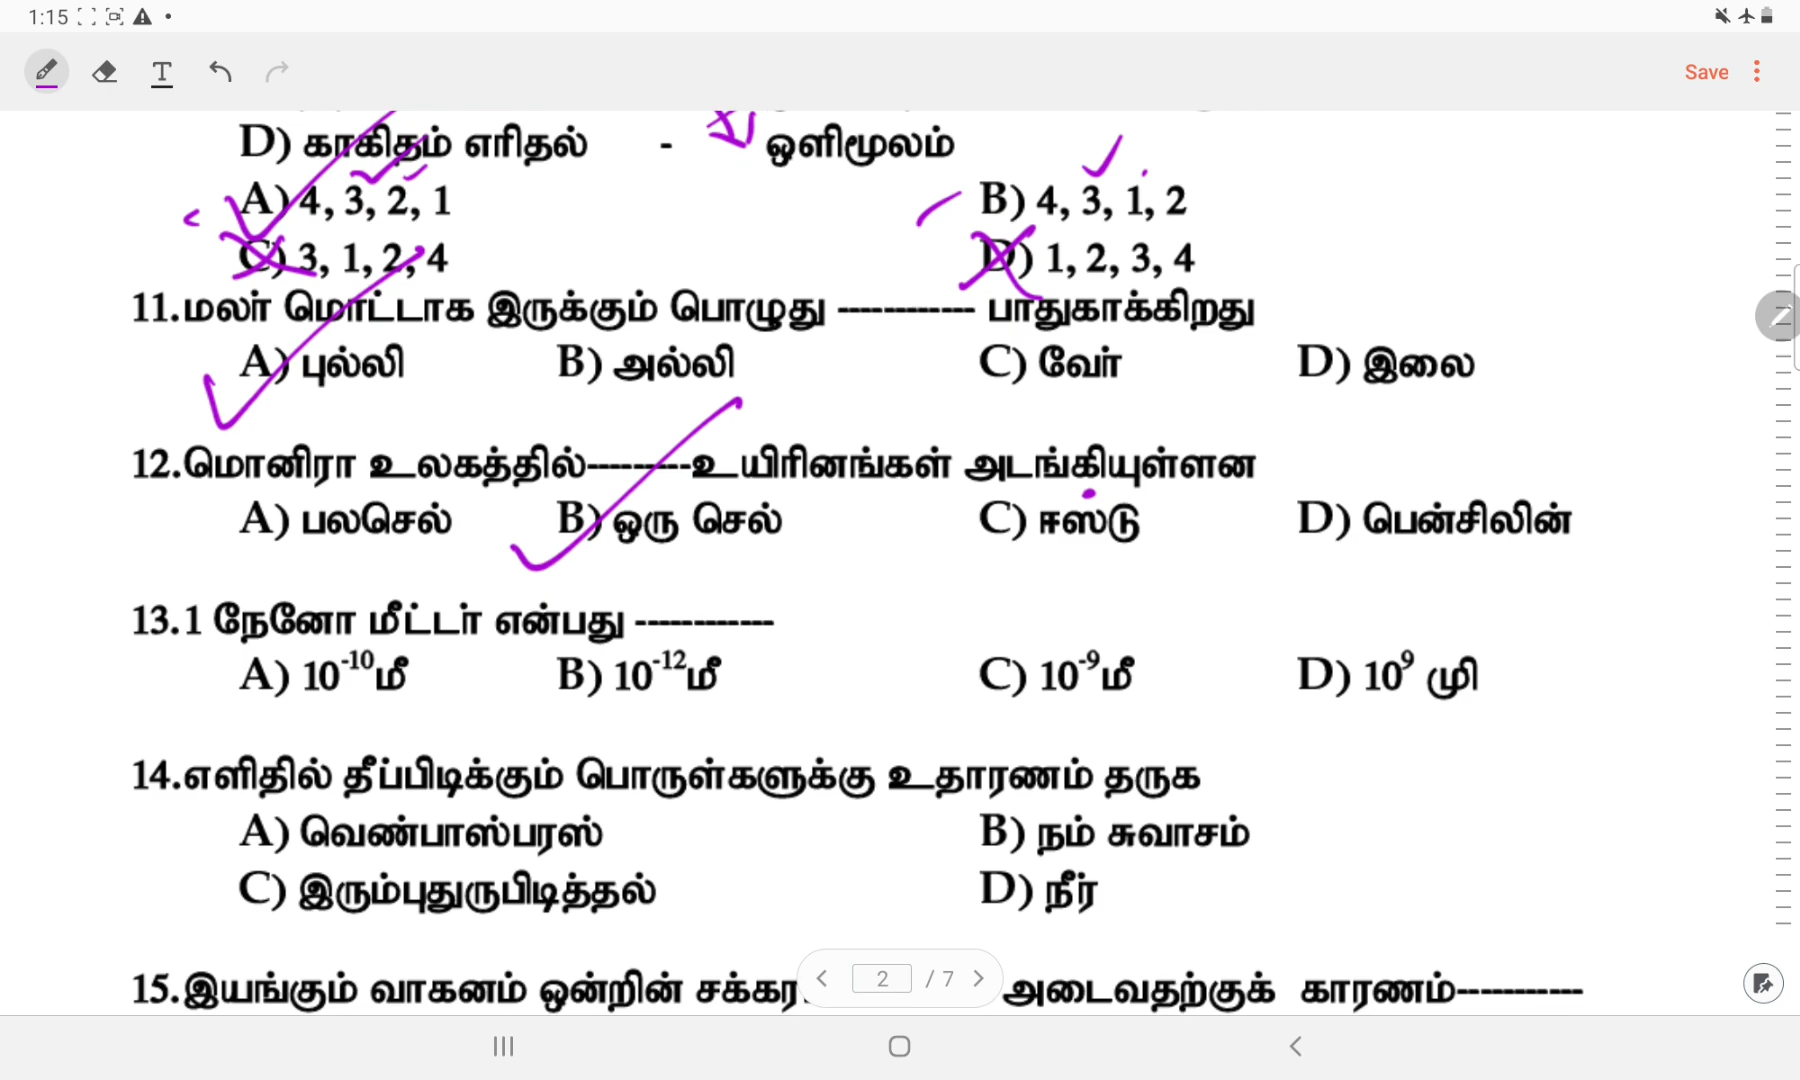 1:15
Save
D) காகிதம் எரிதல் - ஒளிமூலம்
A) 4, 3, 2, 1 B) 4, 3, 1, 2
C) 3, 1, 2, 4 D) 1, 2, 3, 4
11.மலர் மொட்டாக இருக்கும் பொழுது ------------ பாதுகாக்கிறது
A) புல்லி B) அல்லி C) வேர் D) இலை
12.மொனிரா உலகத்தில்---------உயிரினங்கள் அடங்கியுள்ளன
A) பலசெல் B) ஒரு செல் C) ஈஸ்டு D) பென்சிலின்
13.1 நேனோ மீட்டர் என்பது ------------
A) 10⁻¹⁰மீ B) 10⁻¹²மீ C) 10⁻⁹மீ D) 10⁹ மி
14.எளிதில் தீப்பிடிக்கும் பொருள்களுக்கு உதாரணம் தருக
A) வெண்பாஸ்பரஸ் B) நம் சுவாசம்
C) இரும்புதுருபிடித்தல் D) நீர்
15.இயங்கும் வாகனம் ஒன்றின் அடைவதற்குக் காரணம்-----------
2 / 7